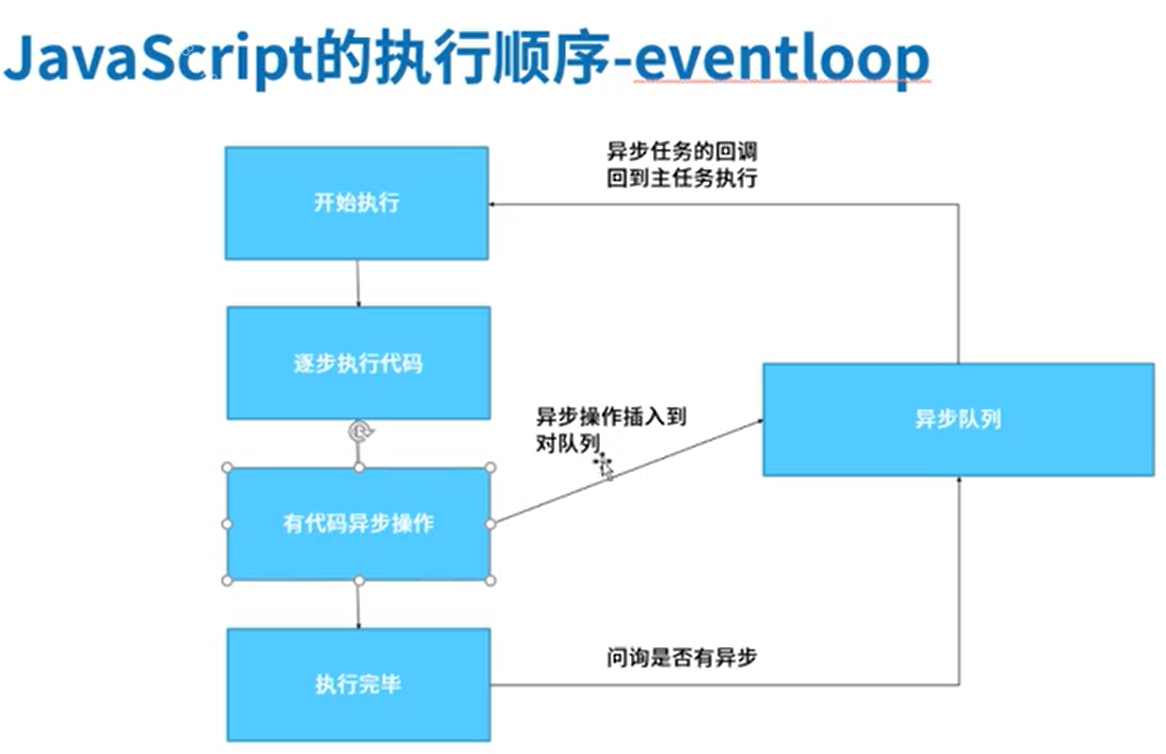 JavaScript的执行顺序-eventloop
异步任务的回调
回到主任务执行
开始执行
逐步执行代码
异步操作插入到
对队列
异步队列
有代码异步操作
问询是否有异步
执行完毕